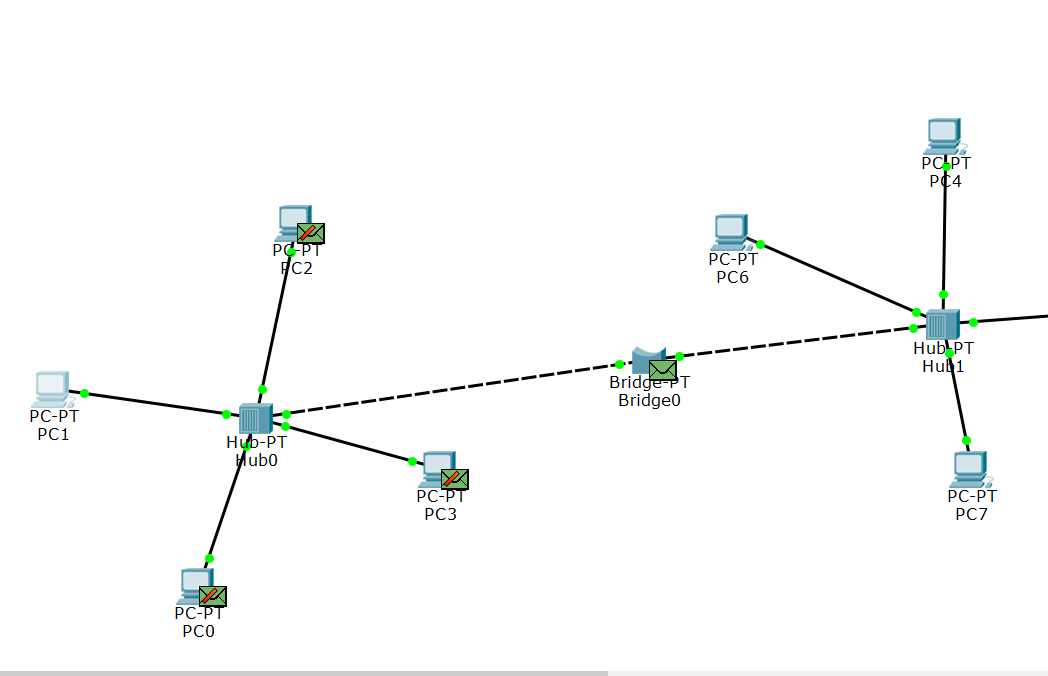 PC-PT
PC4
PC-PT
PC2
PC-PT
PC6
Hub-PT
Hub1
Bridge-PT
Bridge0
PC-PT
PC1
Hub-PT
Hub0
PC-PT
PC3
PC-PT
PC7
PC-PT
PC0